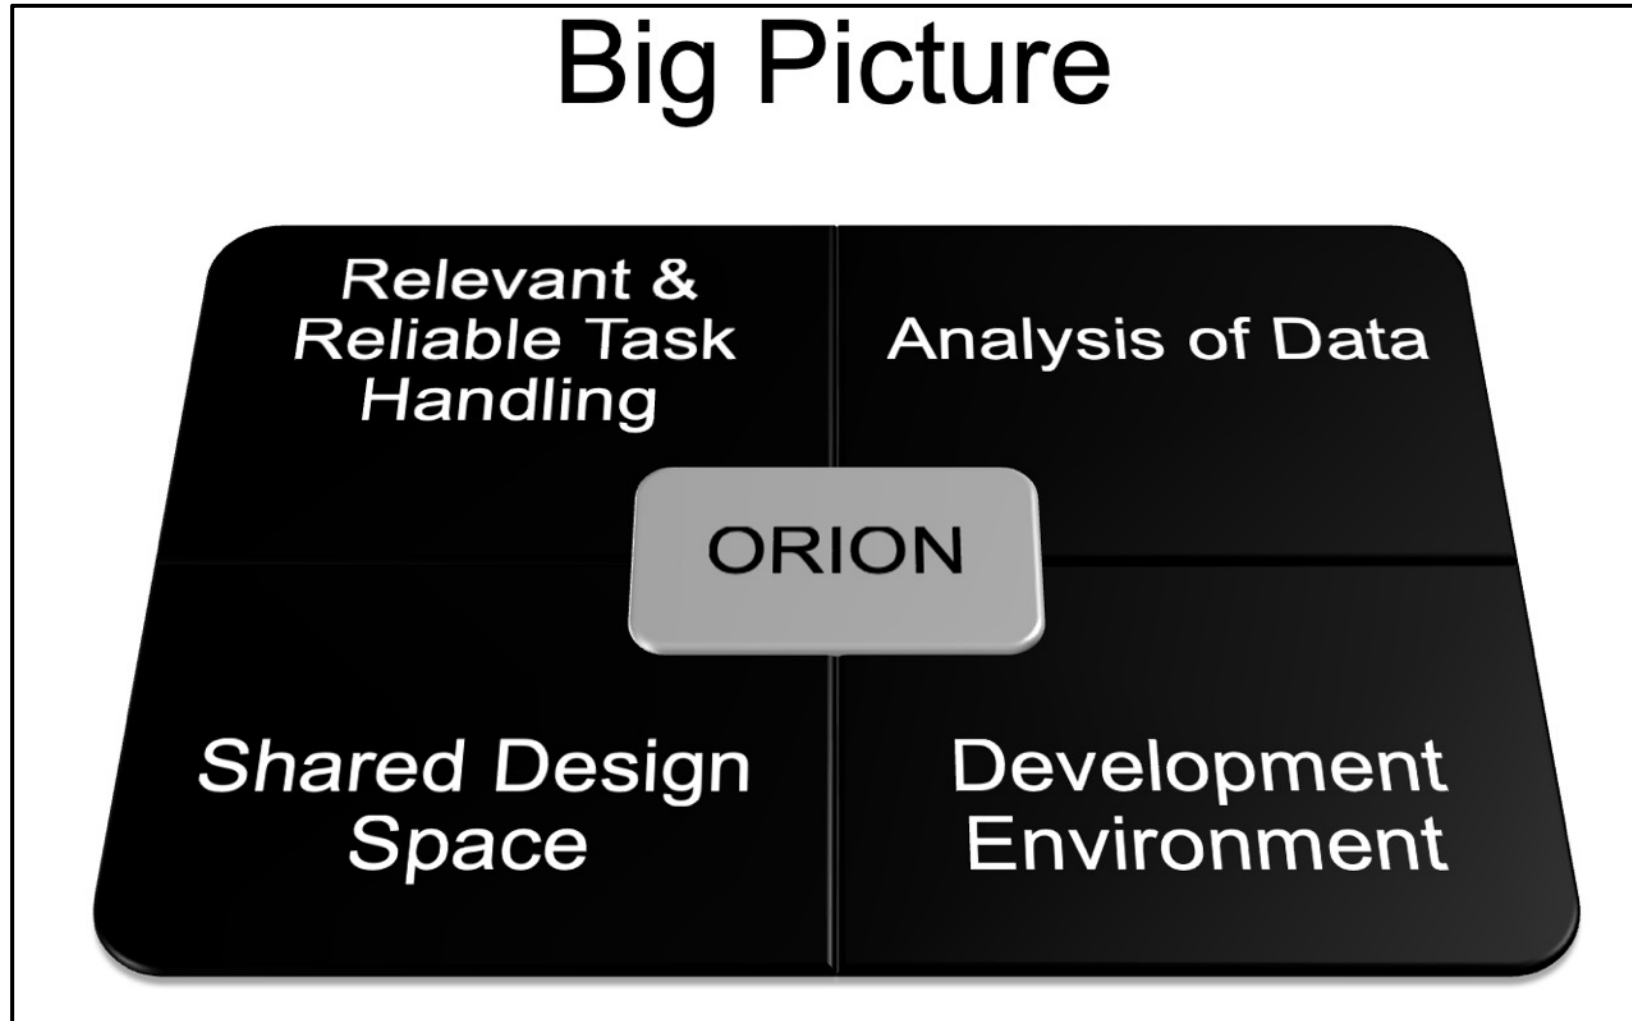 Big Picture
Relevant &
Reliable Task
Handling
Analysis of Data
ORION
Shared Design
Space
Development
Environment